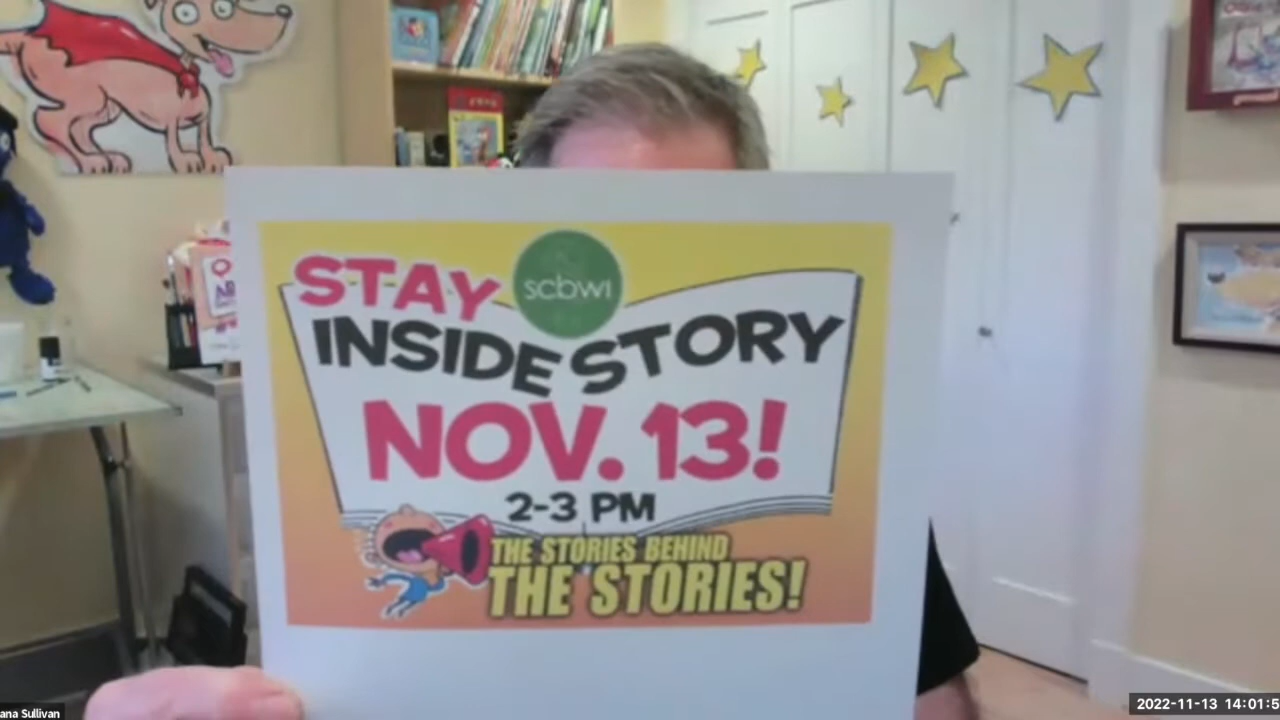 STAY
scbwi
INSIDE STORY
NOV. 13!
2-3 PM
THE STORIES BEHIND
THE STORIES!
ana Sullivan
2022-11-13 14:01:5